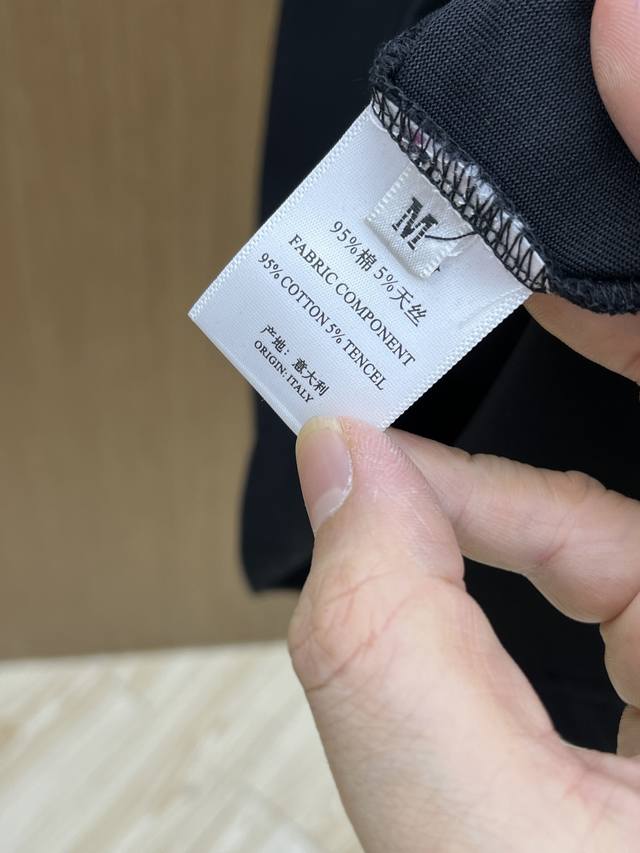 M
95%棉 5%天丝
FABRIC COMPONENT
95% COTTON 5% TENCEL
产地：意大利
ORIGIN: ITALY